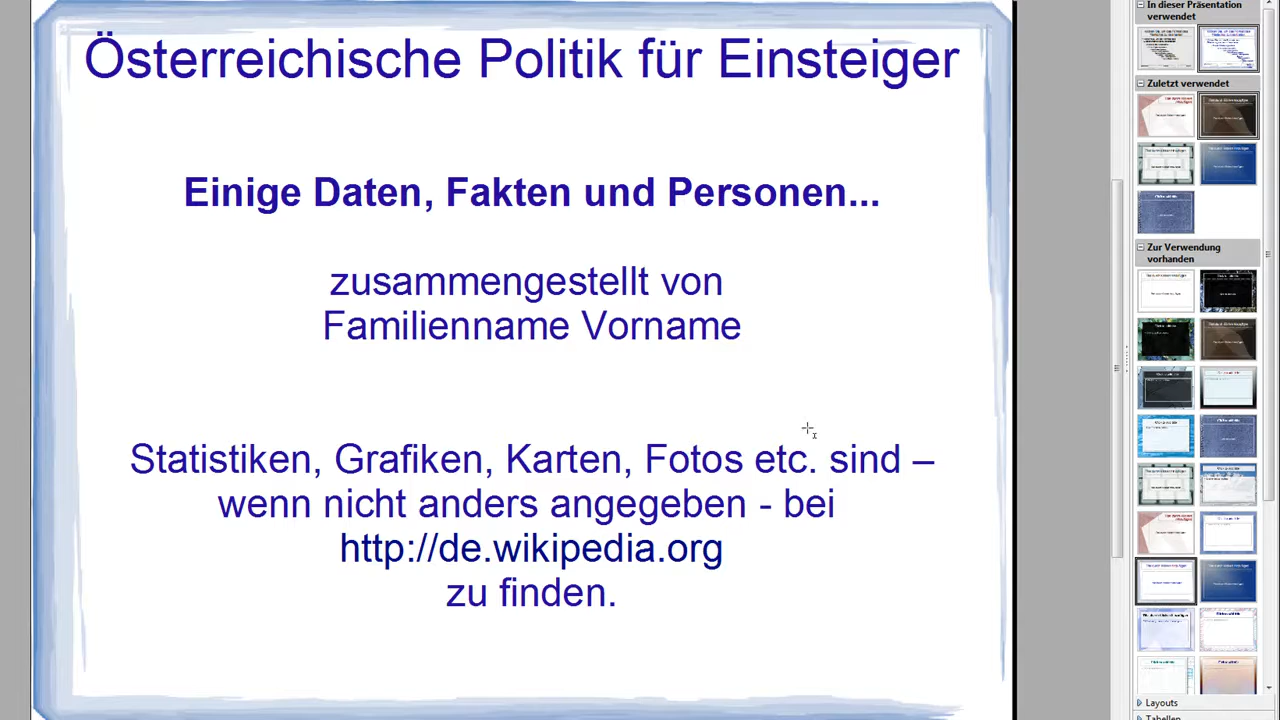 Österreichische Politik für Einsteiger
Einige Daten, Fakten und Personen...
zusammengestellt von
Familienname Vorname
Statistiken, Grafiken, Karten, Fotos etc. sind –
wenn nicht anders angegeben - bei
http://de.wikipedia.org
zu finden.
In dieser Präsentation
verwendet
Zuletzt verwendet
Zur Verwendung
vorhanden
Layouts
Tabellen